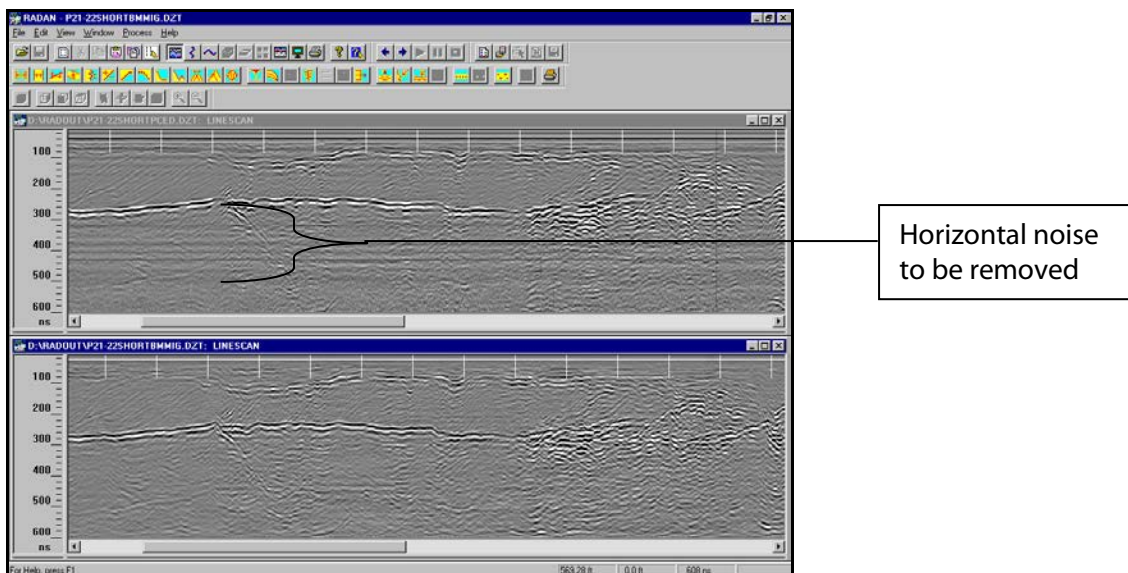 RADAN - P21-22SHORTBMMIG.DZT
File Edit View Window Process Help
D:\RADOUT\P21-22SHORTPCED.DZT: LINESCAN
100
200
300
400
500
600
ns
D:\RADOUT\P21-22SHORTBMMIG.DZT: LINESCAN
100
200
300
400
500
600
ns
For Help, press F1
569.28 ft 0.0 ft 608 ns
Horizontal noise
to be removed